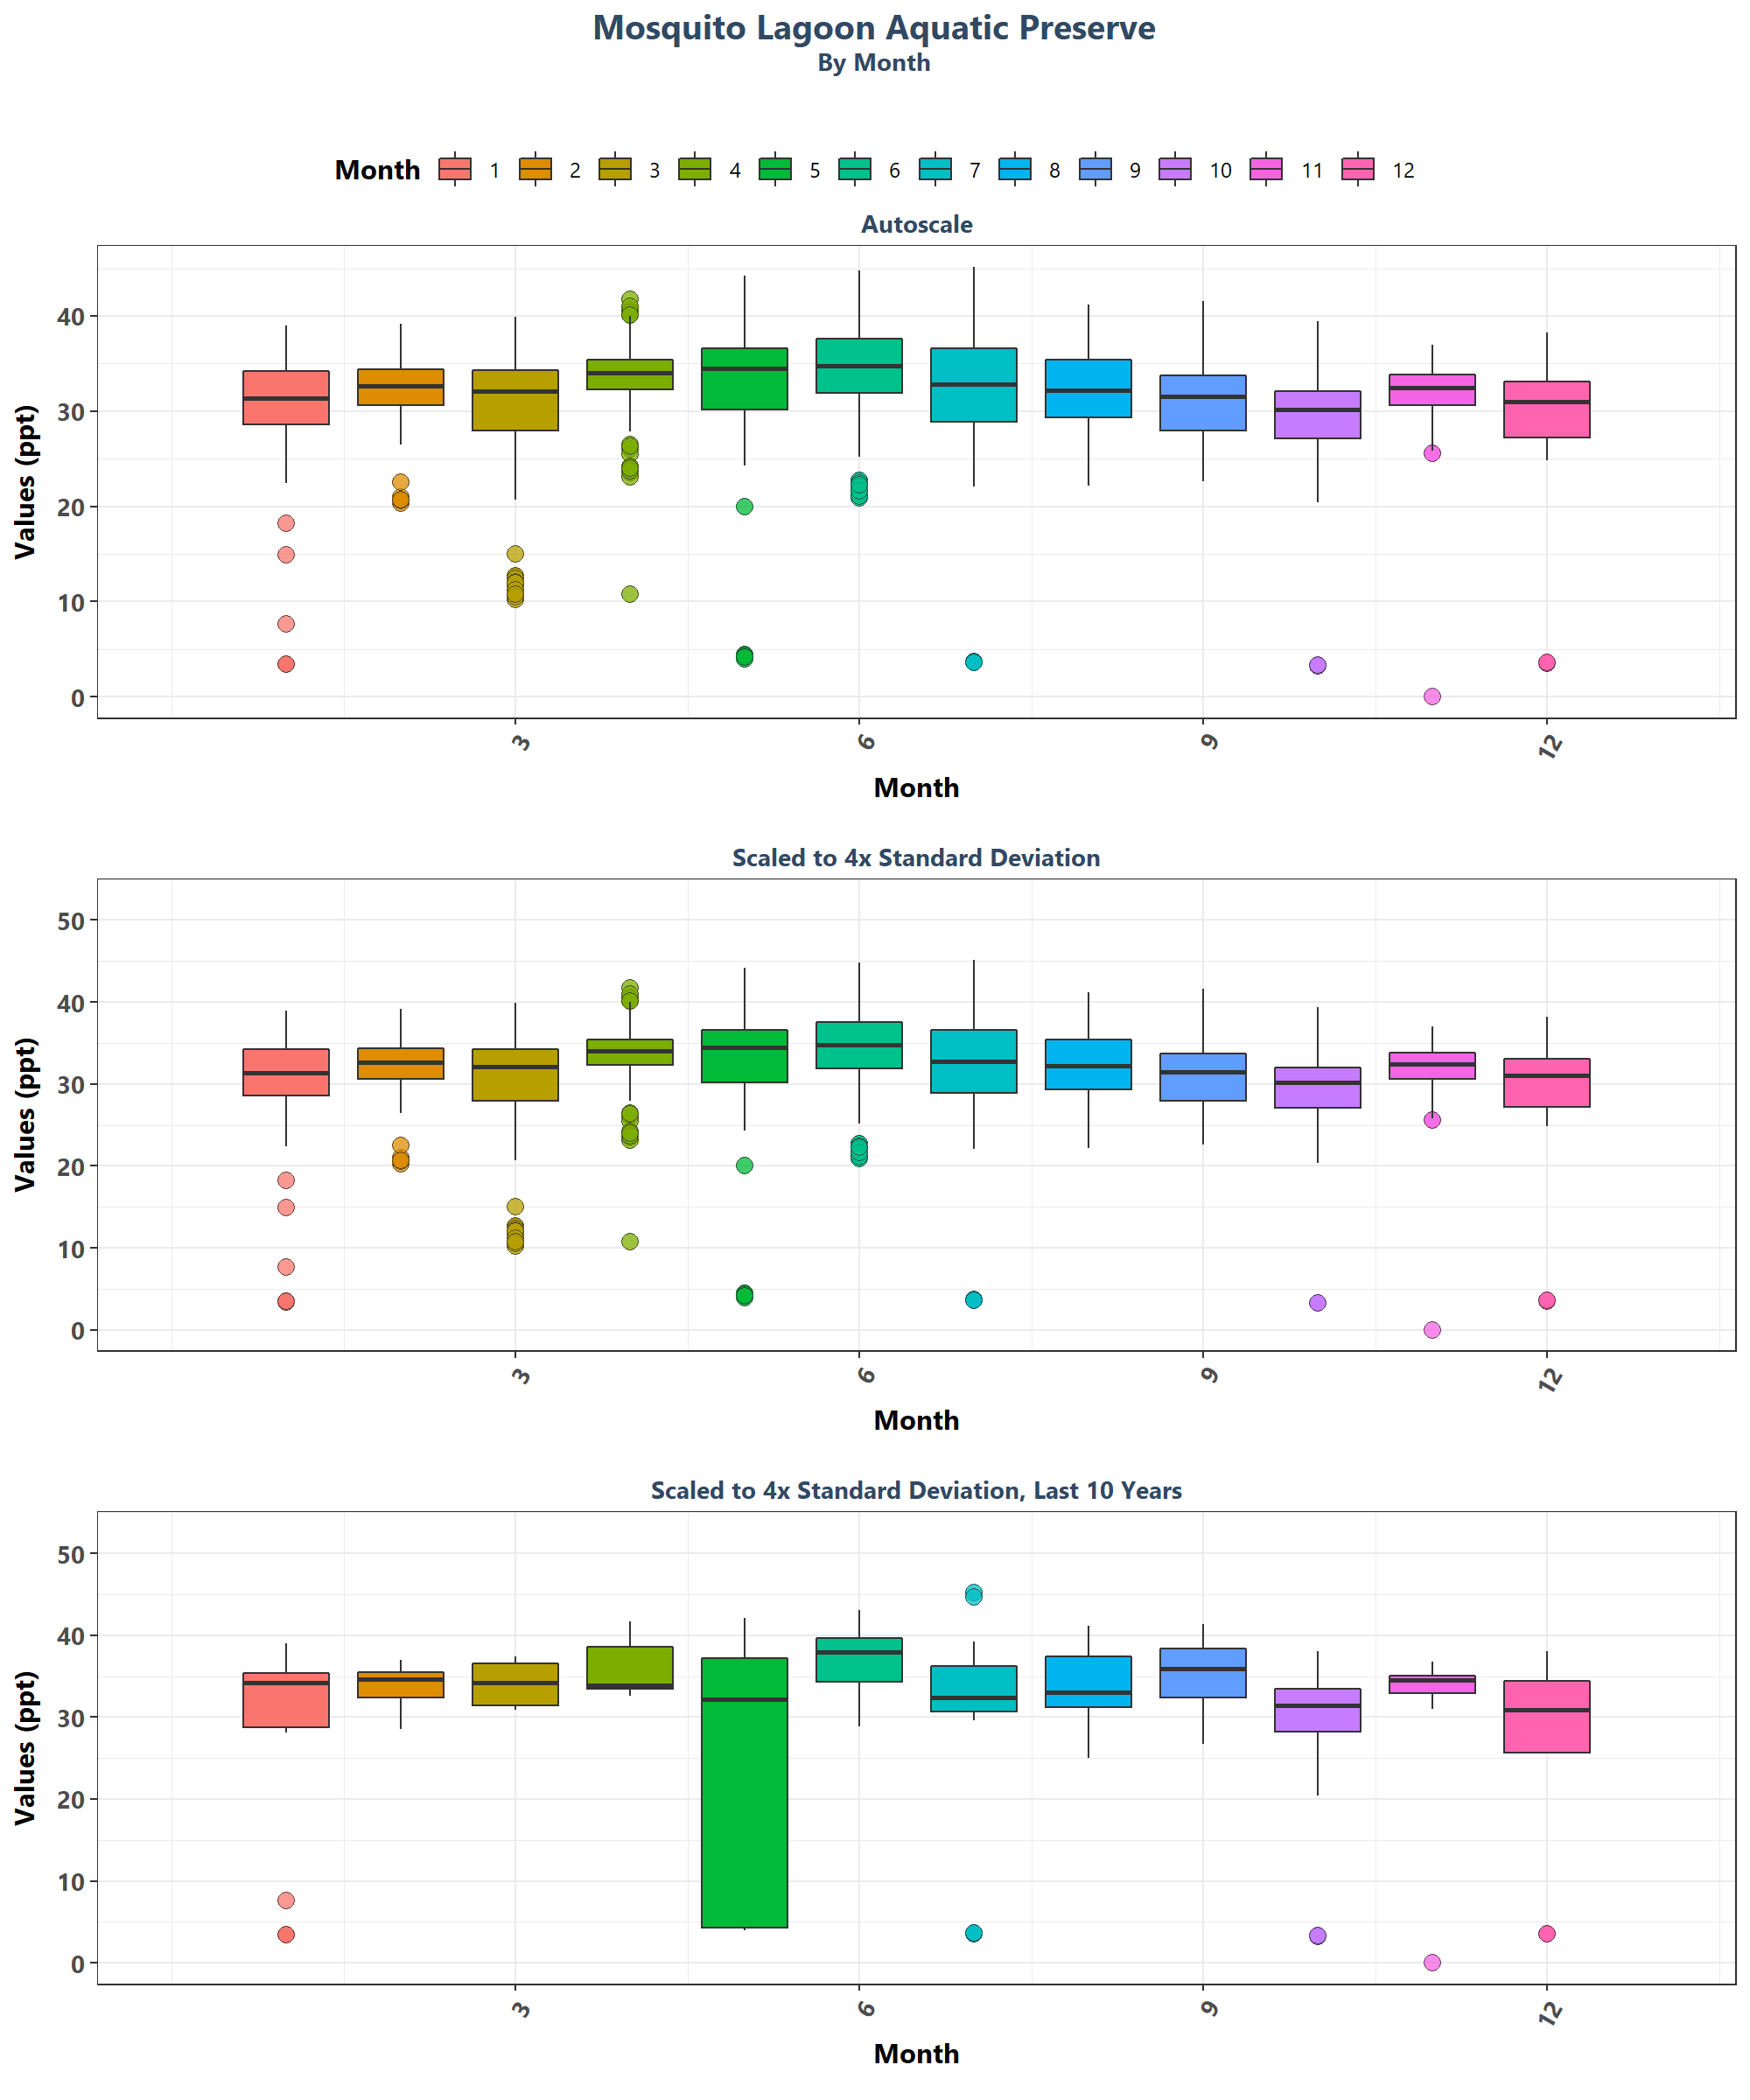 Mosquito Lagoon Aquatic Preserve
By Month
Month 1 2 3 4 5 6 7 8 9 10 11 12
Autoscale
Values (ppt)
40
30
20
10
0
3 6 9 12
Month
Scaled to 4x Standard Deviation
Values (ppt)
50
40
30
20
10
0
3 6 9 12
Month
Scaled to 4x Standard Deviation, Last 10 Years
Values (ppt)
50
40
30
20
10
0
3 6 9 12
Month